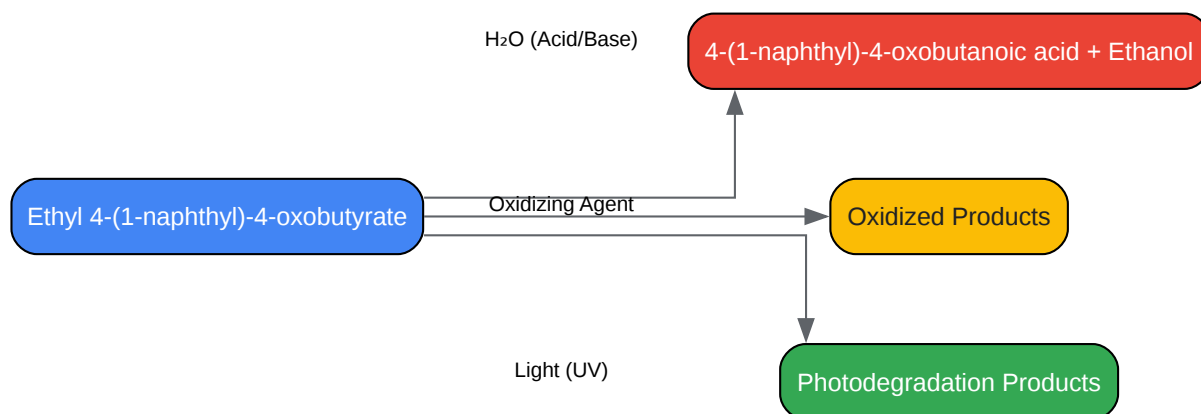 H₂O (Acid/Base)
4-(1-naphthyl)-4-oxobutanoic acid + Ethanol
Ethyl 4-(1-naphthyl)-4-oxobutyrate
Oxidizing Agent
Oxidized Products
Light (UV)
Photodegradation Products